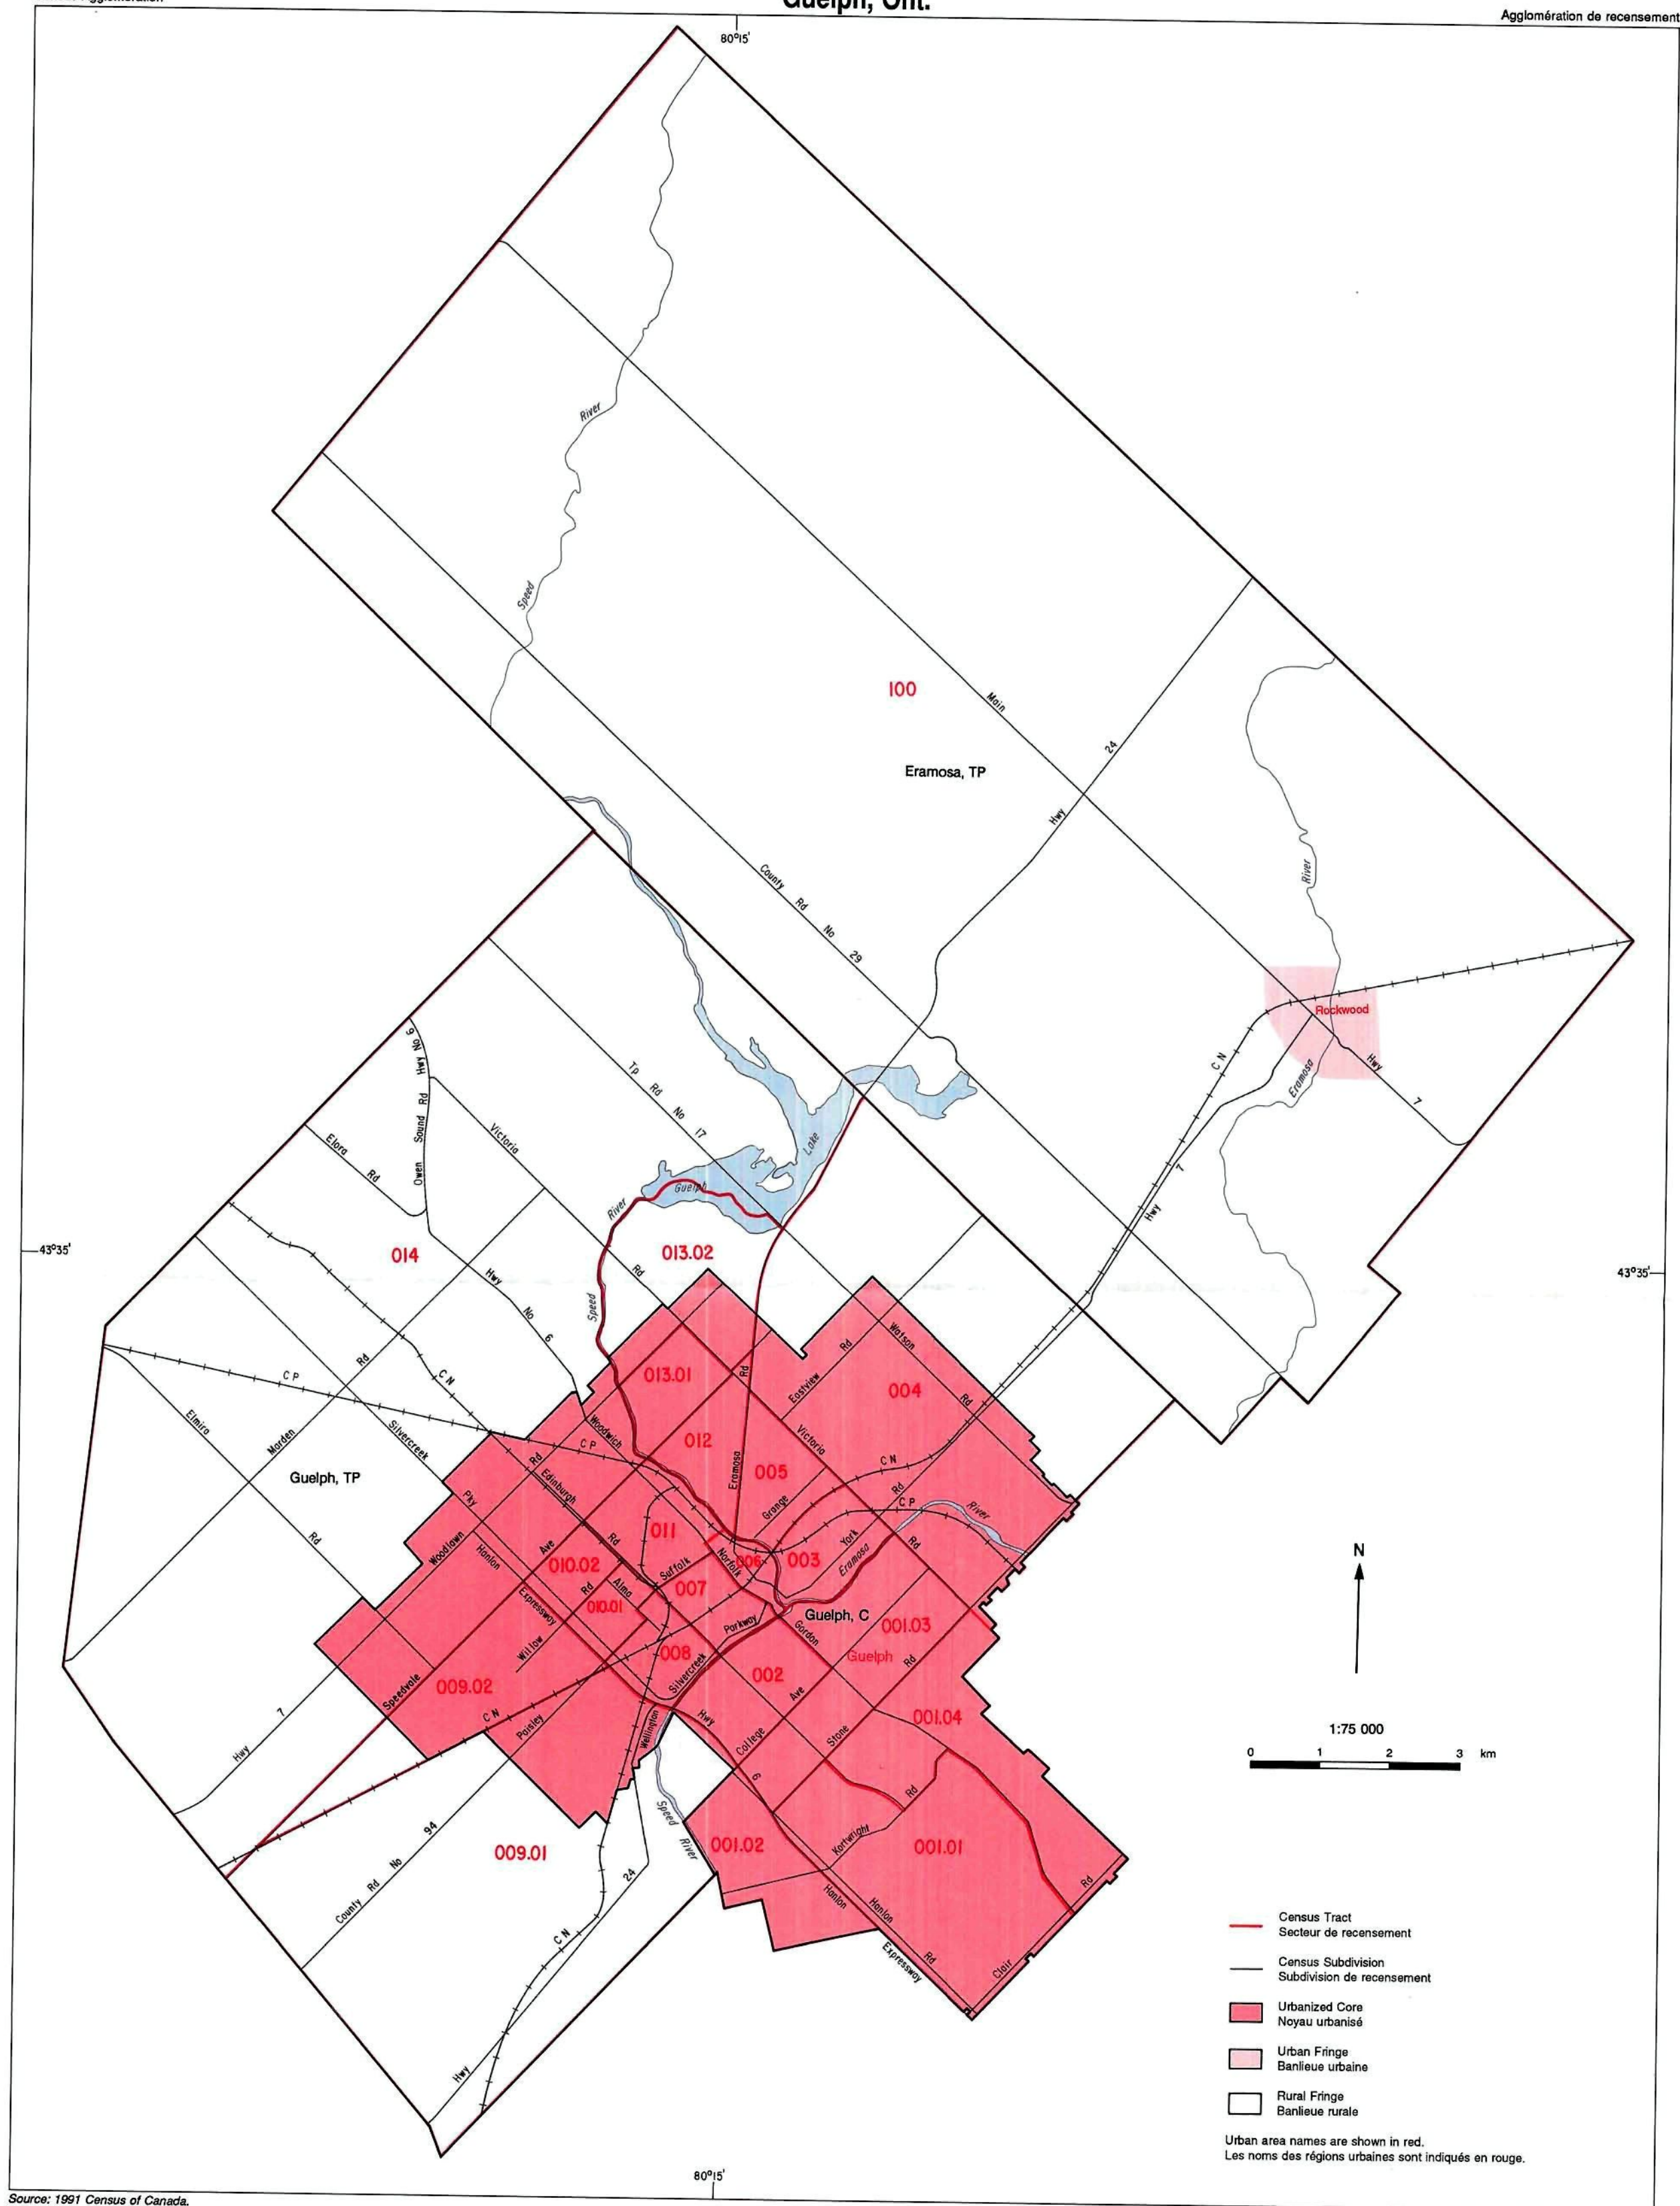 Guelph, Ont.
Agglomération de recensement
80°15'
River
Speed
100
Main
Eramosa, TP
24
Hwy
River
County Rd No 29
Rockwood
Hwy 7
Eramosa
C N
7
Hwy
Tp Rd No 17
Lake
Guelph
Hwy No 6
Owen Sound Rd
Victoria
Rd
Elora Rd
River
Speed
43°35'
43°35'
014
013.02
Hwy No 6
C P
C N
Rd
Marden
Elmira
Rd
Silvercreek
Pky
Guelph, TP
013.01
Rd
Eastview Rd
Watson
Rd
004
Woodwich
C P
012
Victoria
Rd
005
C N
Eramosa
Grange
Rd
C P
River
Rd
Edinburgh
Rd
011
York
Eramosa
003
006
Norfolk
Suffolk
007
Woodlawn
Hanlon
Expressway
Ave
010.02
Rd
Alma
010.01
Willow
Parkway
Guelph, C
Gordon
001.03
Guelph
Rd
008
Silvercreek
002
Ave
009.02
Speedvale
C N
Paisley
Wellington
Hwy
6
College
Stone
001.04
7
Hwy
Speed River
Rd
Kortwright
001.02
001.01
94
County Rd No
009.01
24
C N
Hwy
Hanlon
Expressway
Hanlon
Rd
Clair
Rd
N
1:75 000
0 1 2 3 km
Census Tract
Secteur de recensement
Census Subdivision
Subdivision de recensement
Urbanized Core
Noyau urbanisé
Urban Fringe
Banlieue urbaine
Rural Fringe
Banlieue rurale
Urban area names are shown in red.
Les noms des régions urbaines sont indiqués en rouge.
80°15'
Source: 1991 Census of Canada.